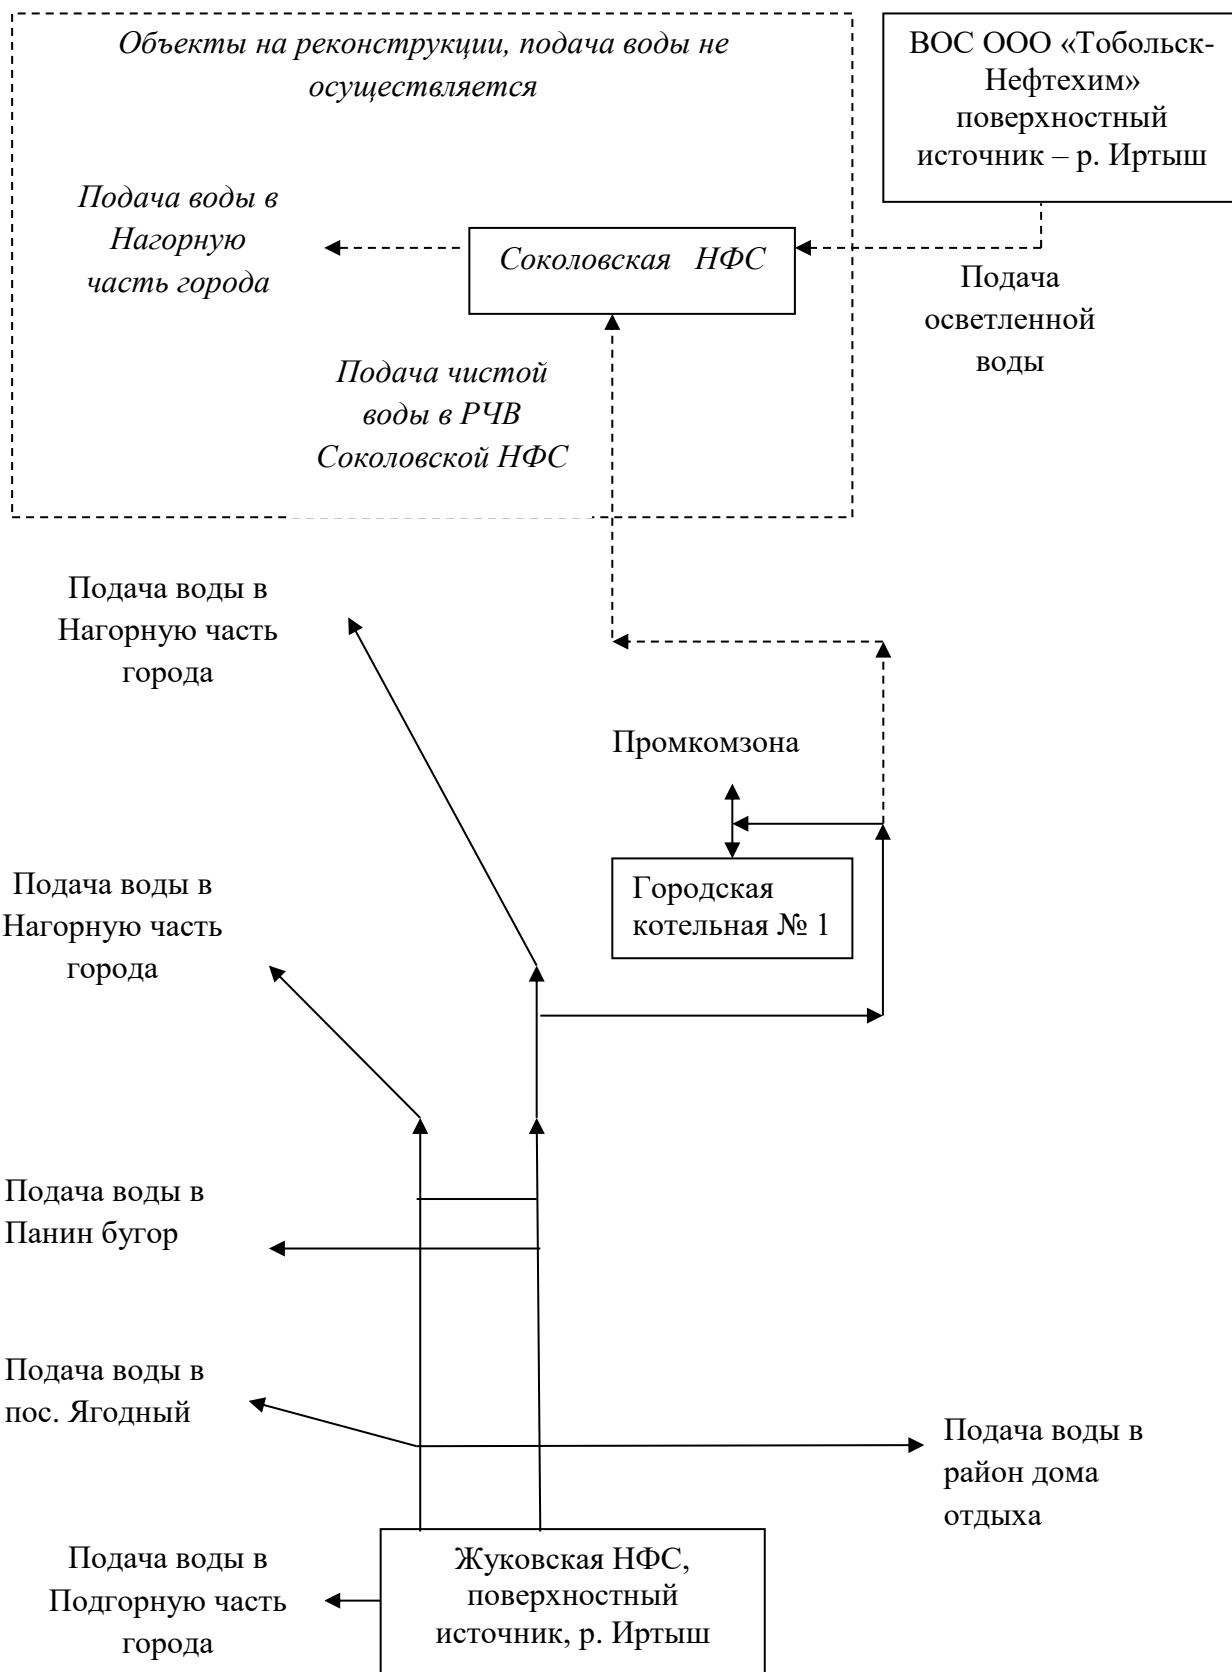 Объекты на реконструкции, подача воды не
осуществляется
ВОС ООО «Тобольск-
Нефтехим»
поверхностный
источник – р. Иртыш
Подача воды в
Нагорную
часть города
Соколовская НФС
Подача
осветленной
воды
Подача чистой
воды в РЧВ
Соколовской НФС
Подача воды в
Нагорную часть
города
Промкомзона
Городская
котельная № 1
Подача воды в
Нагорную часть
города
Подача воды в
Панин бугор
Подача воды в
пос. Ягодный
Подача воды в
район дома
отдыха
Подача воды в
Подгорную часть
города
Жуковская НФС,
поверхностный
источник, р. Иртыш